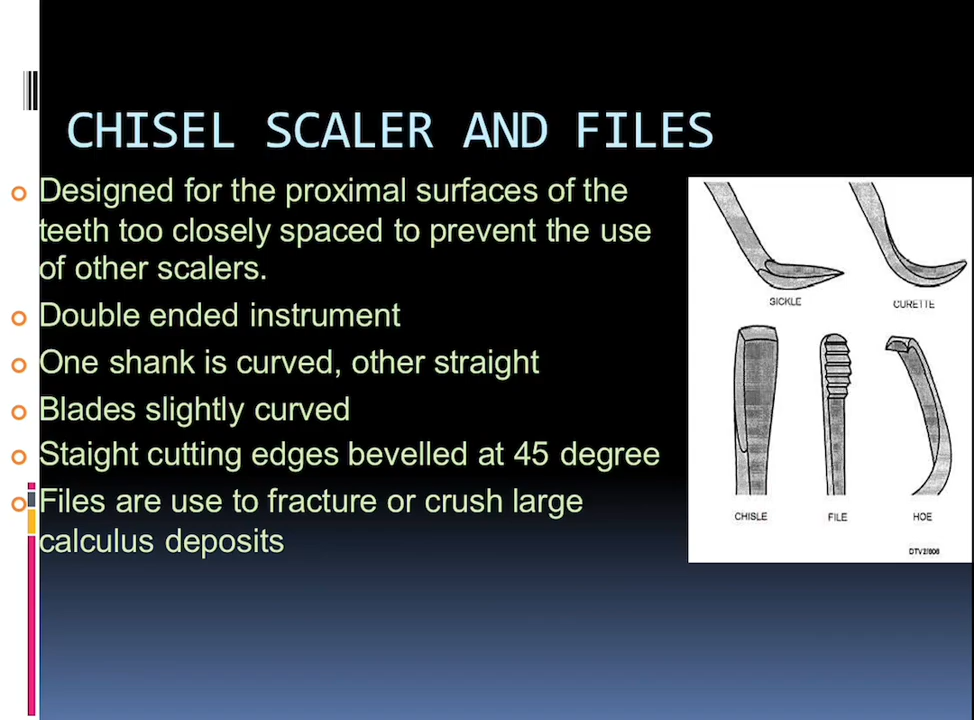 CHISEL SCALER AND FILES
Designed for the proximal surfaces of the
teeth too closely spaced to prevent the use
of other scalers.
Double ended instrument
One shank is curved, other straight
Blades slightly curved
Staight cutting edges bevelled at 45 degree
Files are use to fracture or crush large
calculus deposits
SICKLE
CURETTE
CHISLE
FILE
HOE